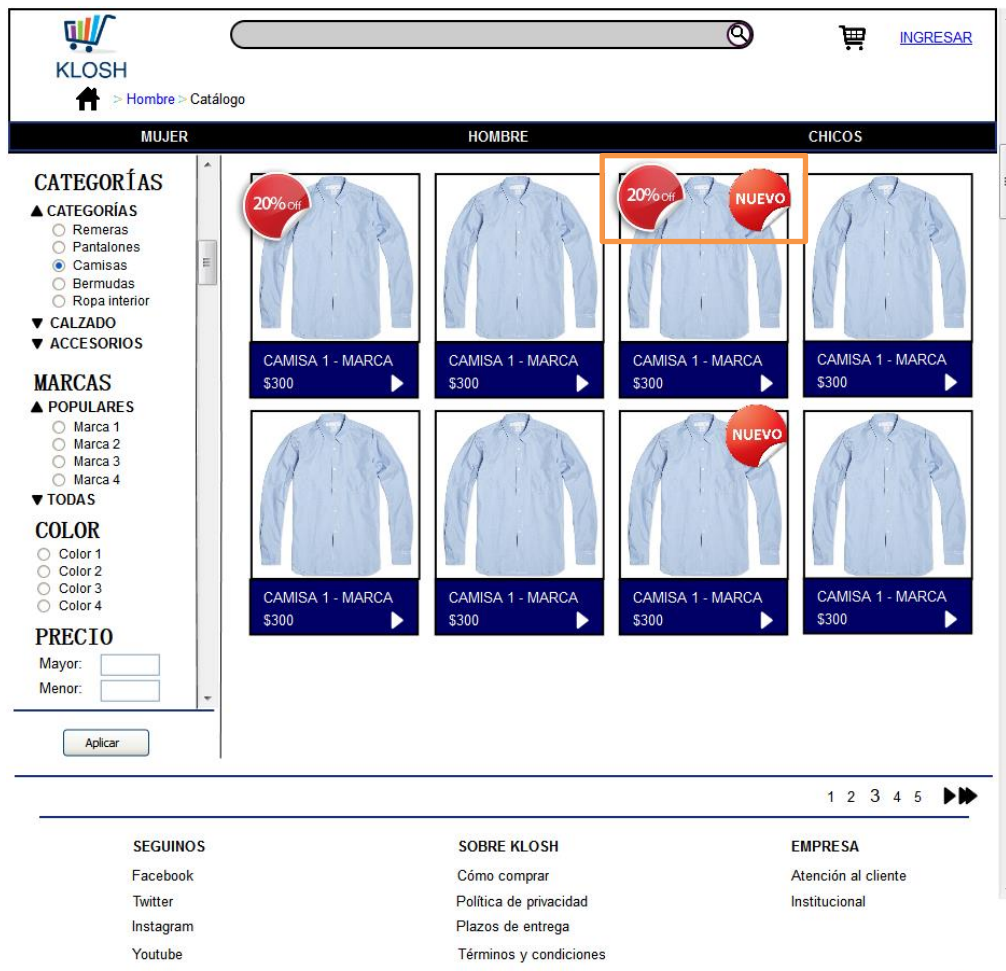 KLOSH
INGRESAR
> Hombre > Catálogo
MUJER HOMBRE CHICOS
CATEGORÍAS
CATEGORÍAS
Remeras
Pantalones
Camisas
Bermudas
Ropa interior
CALZADO
ACCESORIOS
MARCAS
POPULARES
Marca 1
Marca 2
Marca 3
Marca 4
TODAS
COLOR
Color 1
Color 2
Color 3
Color 4
PRECIO
Mayor:
Menor:
Aplicar
20% Off
20% Off
NUEVO
CAMISA 1 - MARCA
$300
CAMISA 1 - MARCA
$300
CAMISA 1 - MARCA
$300
CAMISA 1 - MARCA
$300
NUEVO
CAMISA 1 - MARCA
$300
CAMISA 1 - MARCA
$300
CAMISA 1 - MARCA
$300
CAMISA 1 - MARCA
$300
1 2 3 4 5
SEGUINOS
Facebook
Twitter
Instagram
Youtube
SOBRE KLOSH
Cómo comprar
Política de privacidad
Plazos de entrega
Términos y condiciones
EMPRESA
Atención al cliente
Institucional